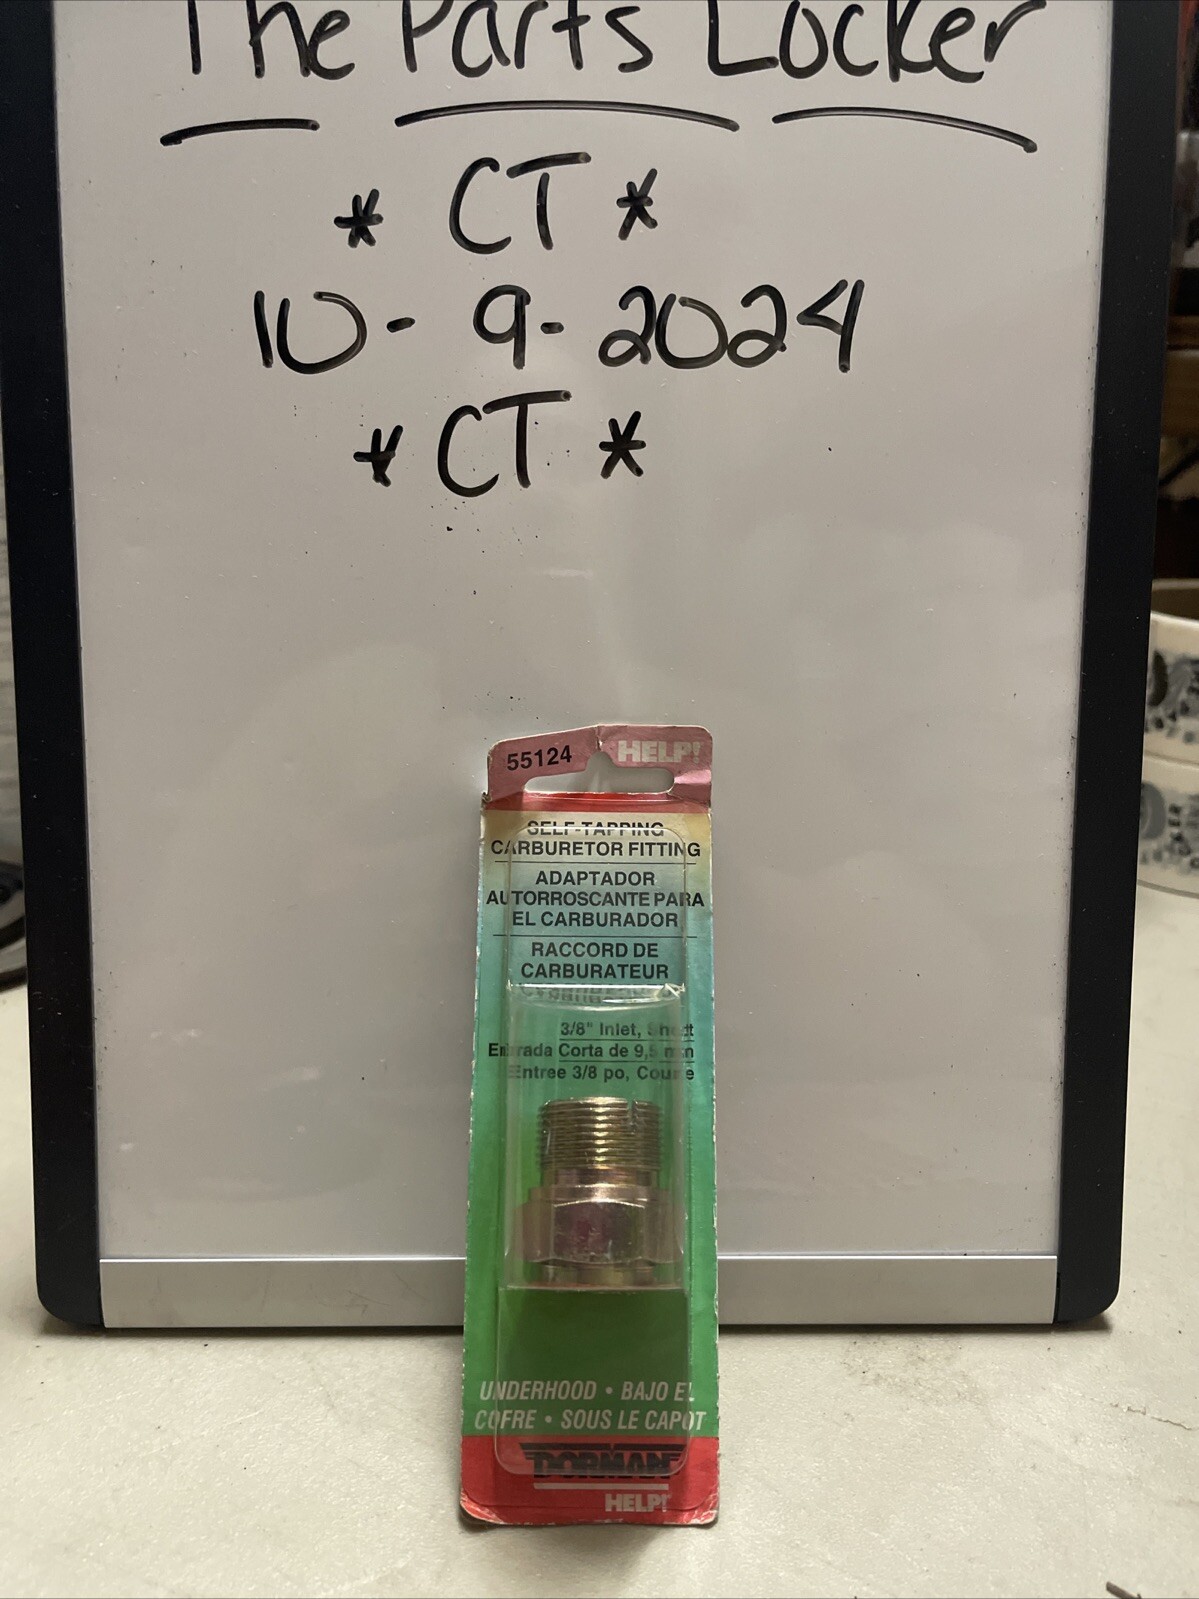 The Parts Locker
* CT *
10-9-2024
* CT *
55124 HELP!
SELF-TAPPING
CARBURETOR FITTING
ADAPTADOR
AUTORROSCANTE PARA
EL CARBURADOR
RACCORD DE
CARBURATEUR
3/8" Inlet, Short
Entrada Corta de 9,5 mm
Entree 3/8 po, Courte
UNDERHOOD • BAJO EL
COFRE • SOUS LE CAPOT
DORMAN
HELP!